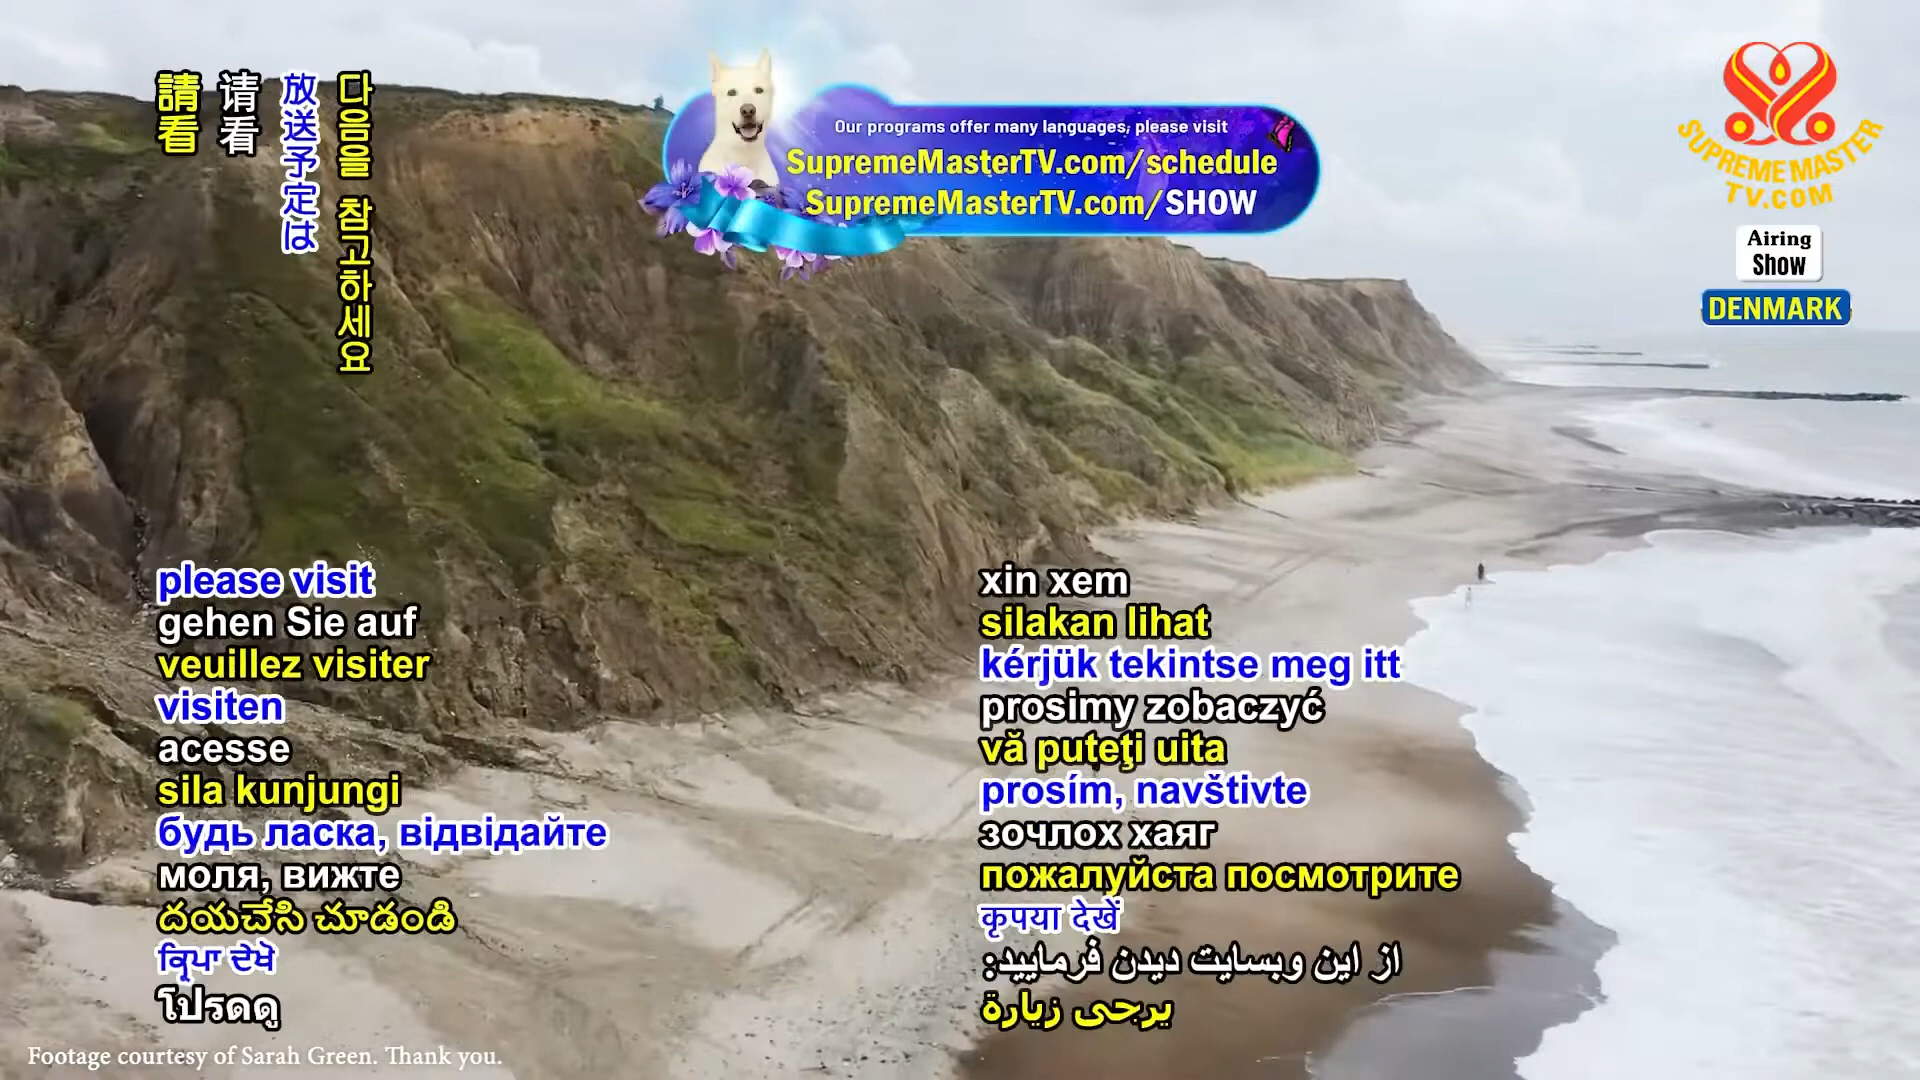 請看
请看
放送予定は
다음을 참고하세요
Our programs offer many languages, please visit
SupremeMasterTV.com/schedule
SupremeMasterTV.com/SHOW
SUPREME MASTER
TV.COM
Airing
Show
DENMARK
please visit
gehen Sie auf
veuillez visiter
visiten
acesse
sila kunjungi
будь ласка, відвідайте
моля, вижте
దయచేసి చూడండి
ਕ੍ਰਿਪਾ ਦੇਖੋ
โปรดดู
xin xem
silakan lihat
kérjük tekintse meg itt
prosimy zobaczyć
vă puteţi uita
prosím, navštivte
зочлох хаяг
пожалуйста посмотрите
कृपया देखें
از این وبسایت دیدن فرمایید:
يرجى زيارة
Footage courtesy of Sarah Green. Thank you.